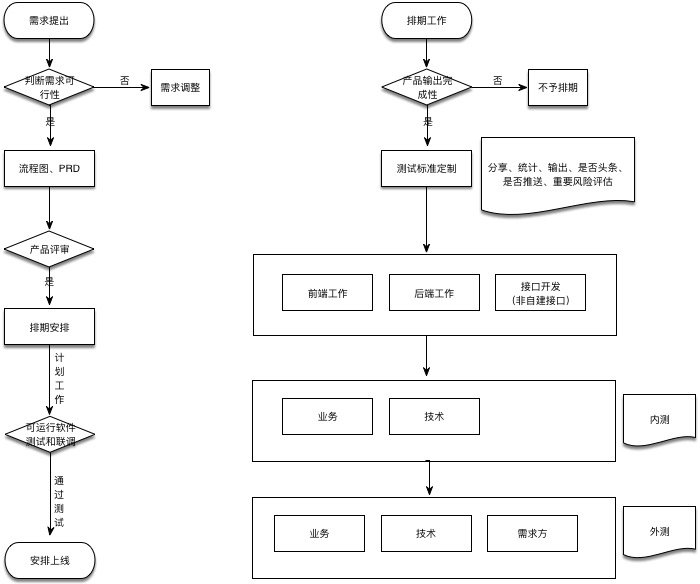 需求提出
判断需求可
行性
否
需求调整
是
流程图、PRD
产品评审
是
排期安排
计
划
工
作
可运行软件
测试和联调
通
过
测
试
安排上线
排期工作
产品输出完
成性
否
不予排期
是
测试标准定制
分享、统计、输出、是否头条、
是否推送、重要风险评估
前端工作
后端工作
接口开发
(非自建接口)
业务
技术
内测
业务
技术
需求方
外测